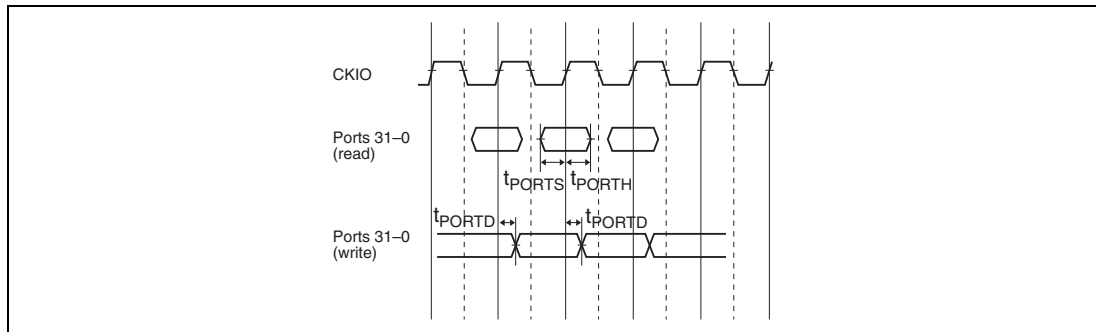 CKIO
Ports 31–0
(read)
tPORTS tPORTH
tPORTD tPORTD
Ports 31–0
(write)